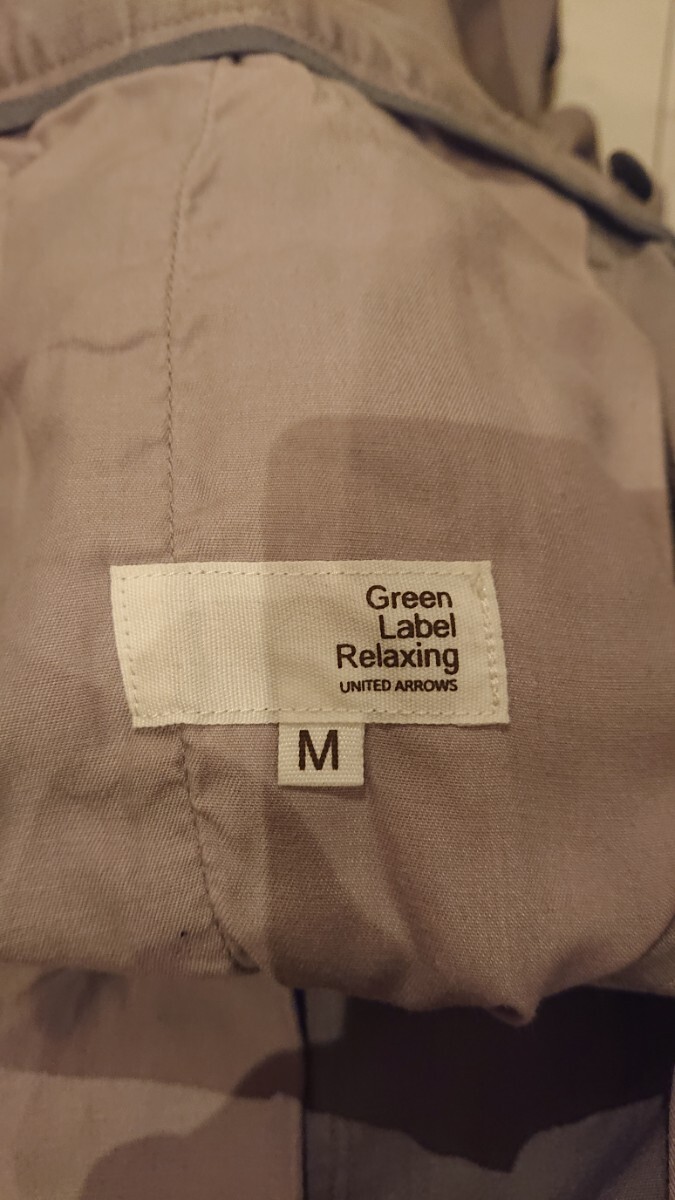 Green
Label
Relaxing
UNITED ARROWS
M